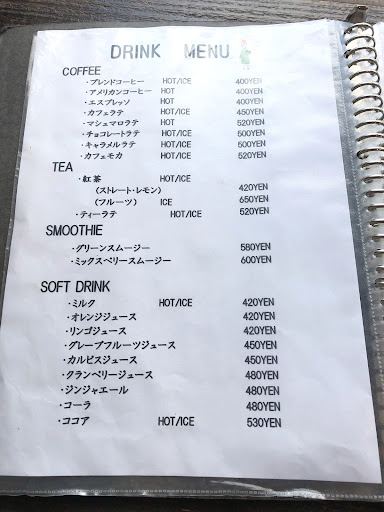 DRINK MENU
COFFEE
・ブレンドコーヒー HOT/ICE 400YEN
・アメリカンコーヒー HOT 400YEN
・エスプレッソ HOT 400YEN
・カフェラテ HOT/ICE 450YEN
・マシュマロラテ HOT 520YEN
・チョコレートラテ HOT/ICE 500YEN
・キャラメルラテ HOT/ICE 500YEN
・カフェモカ HOT/ICE 520YEN
TEA
・紅茶 HOT/ICE
(ストレート・レモン) 420YEN
(フルーツ) ICE 650YEN
・ティーラテ HOT/ICE 520YEN
SMOOTHIE
・グリーンスムージー 580YEN
・ミックスベリースムージー 600YEN
SOFT DRINK
・ミルク HOT/ICE 420YEN
・オレンジジュース 420YEN
・リンゴジュース 420YEN
・グレープフルーツジュース 450YEN
・カルピスジュース 450YEN
・クランベリージュース 480YEN
・ジンジャエール 480YEN
・コーラ 480YEN
・ココア HOT/ICE 530YEN